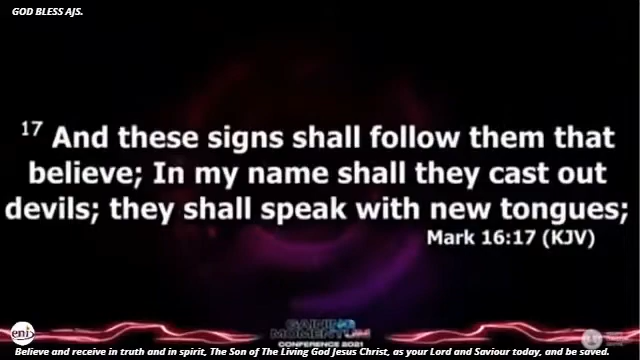 GOD BLESS AJS.
17 And these signs shall follow them that
believe; In my name shall they cast out
devils; they shall speak with new tongues;
Mark 16:17 (KJV)
eni
GAINING
MOMENTUM
CONFERENCE 2021
Believe and receive in truth and in spirit, The Son of The Living God Jesus Christ, as your Lord and Saviour today, and be saved.